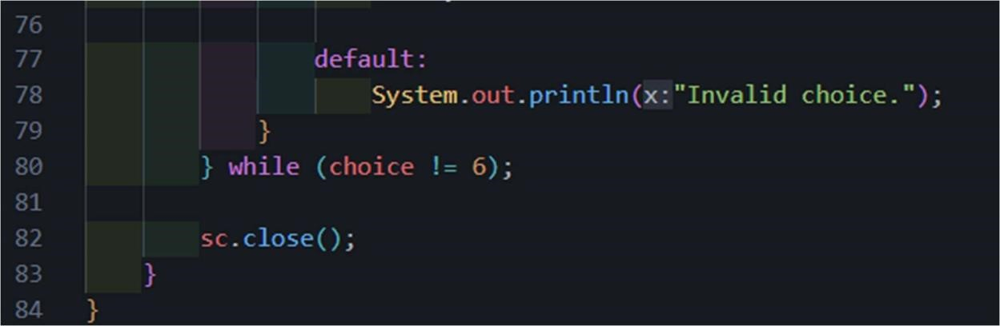 76
77 default:
78 System.out.println(x:"Invalid choice.");
79 }
80 } while (choice != 6);
81
82 sc.close();
83 }
84 }